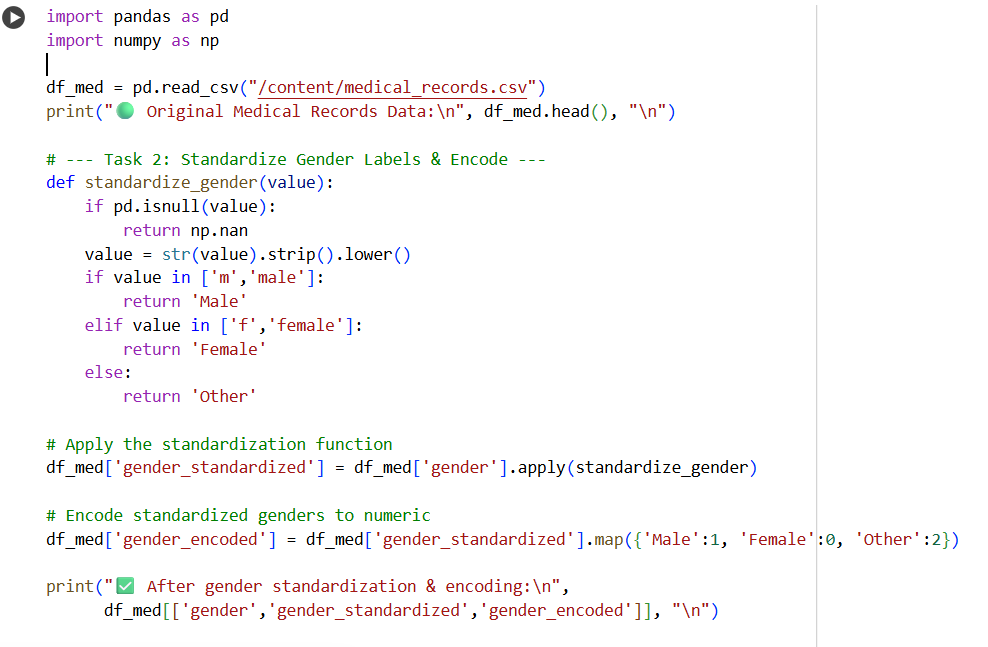 import pandas as pd
import numpy as np
df_med = pd.read_csv("/content/medical_records.csv")
print("🟢 Original Medical Records Data:\n", df_med.head(), "\n")
# --- Task 2: Standardize Gender Labels & Encode ---
def standardize_gender(value):
    if pd.isnull(value):
        return np.nan
    value = str(value).strip().lower()
    if value in ['m','male']:
        return 'Male'
    elif value in ['f','female']:
        return 'Female'
    else:
        return 'Other'
# Apply the standardization function
df_med['gender_standardized'] = df_med['gender'].apply(standardize_gender)
# Encode standardized genders to numeric
df_med['gender_encoded'] = df_med['gender_standardized'].map({'Male':1, 'Female':0, 'Other':2})
print("✅ After gender standardization & encoding:\n",
      df_med[['gender','gender_standardized','gender_encoded']], "\n")